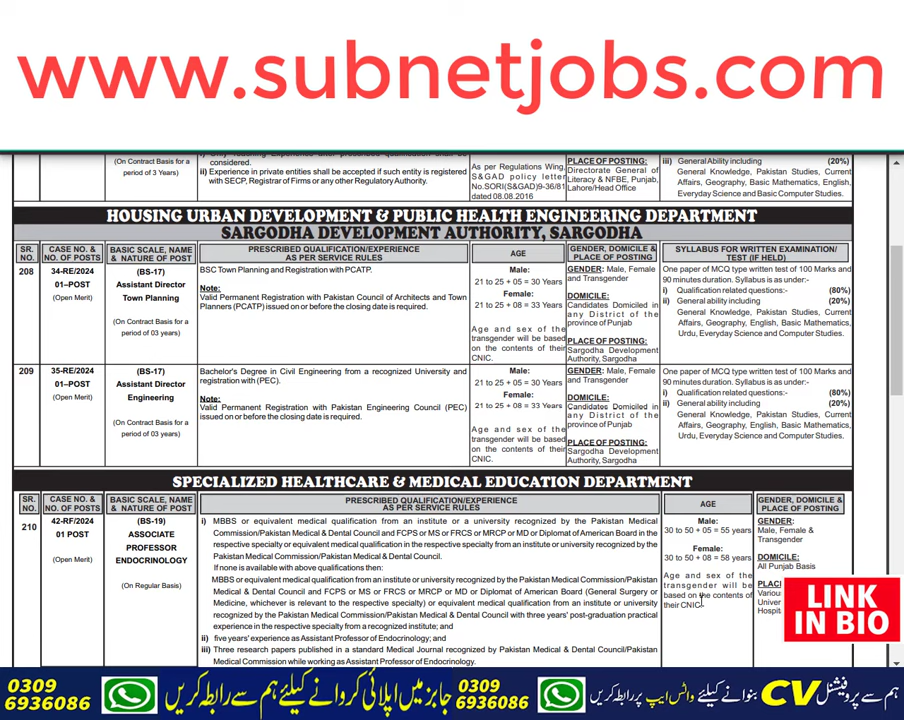 www.subnetjobs.com
(On Contract Basis for a
period of 3 Years)
considered.
ii) Experience in private entities shall be accepted if such entity is registered
with SECP, Registrar of Firms or any other Regulatory Authority.
As per Regulations Wing,
S&GAD policy letter
No.SORI(S&GAD)9-36/81
dated 08.08.2016
PLACE OF POSTING:
Directorate General of
Literacy & NFBE, Punjab,
Lahore/Head Office
iii) General Ability including (20%)
General Knowledge, Pakistan Studies, Current
Affairs, Geography, Basic Mathematics, English,
Everyday Science and Basic Computer Studies.
HOUSING URBAN DEVELOPMENT & PUBLIC HEALTH ENGINEERING DEPARTMENT
SARGODHA DEVELOPMENT AUTHORITY, SARGODHA
SR. NO.
CASE NO. & NO. OF POSTS
BASIC SCALE, NAME & NATURE OF POST
PRESCRIBED QUALIFICATION/EXPERIENCE
AS PER SERVICE RULES
AGE
GENDER, DOMICILE & PLACE OF POSTING
SYLLABUS FOR WRITTEN EXAMINATION/ TEST (IF HELD)
208
34-RE/2024
01–POST
(Open Merit)
(BS-17)
Assistant Director
Town Planning
(On Contract Basis for a
period of 03 years)
BSC Town Planning and Registration with PCATP.
Note:
Valid Permanent Registration with Pakistan Council of Architects and Town
Planners (PCATP) issued on or before the closing date is required.
Male:
21 to 25 + 05 = 30 Years
Female:
21 to 25 + 08 = 33 Years
Age and sex of the
transgender will be based
on the contents of their
CNIC.
GENDER: Male, Female
and Transgender
DOMICILE:
Candidates Domiciled in
any District of the
province of Punjab
PLACE OF POSTING:
Sargodha Development
Authority, Sargodha
One paper of MCQ type written test of 100 Marks and
90 minutes duration. Syllabus is as under:-
i) Qualification related questions:- (80%)
ii) General ability including (20%)
General Knowledge, Pakistan Studies, Current
Affairs, Geography, English, Basic Mathematics,
Urdu, Everyday Science and Computer Studies.
209
35-RE/2024
01–POST
(Open Merit)
(BS-17)
Assistant Director
Engineering
(On Contract Basis for a
period of 03 years)
Bachelor's Degree in Civil Engineering from a recognized University and
registration with (PEC).
Note:
Valid Permanent Registration with Pakistan Engineering Council (PEC)
issued on or before the closing date is required.
Male:
21 to 25 + 05 = 30 Years
Female:
21 to 25 + 08 = 33 Years
Age and sex of the
transgender will be based
on the contents of their
CNIC.
GENDER: Male, Female
and Transgender
DOMICILE:
Candidates Domiciled in
any District of the
province of Punjab
PLACE OF POSTING:
Sargodha Development
Authority, Sargodha
One paper of MCQ type written test of 100 Marks and
90 minutes duration. Syllabus is as under:-
i) Qualification related questions:- (80%)
ii) General ability including (20%)
General Knowledge, Pakistan Studies, Current
Affairs, Geography, English, Basic Mathematics,
Urdu, Everyday Science and Computer Studies.
SPECIALIZED HEALTHCARE & MEDICAL EDUCATION DEPARTMENT
SR. NO.
CASE NO. & NO. OF POSTS
BASIC SCALE, NAME & NATURE OF POST
PRESCRIBED QUALIFICATION/EXPERIENCE
AS PER SERVICE RULES
AGE
GENDER, DOMICILE & PLACE OF POSTING
210
42-RF/2024
01 POST
(Open Merit)
(BS-19)
ASSOCIATE
PROFESSOR
ENDOCRINOLOGY
(On Regular Basis)
i) MBBS or equivalent medical qualification from an institute or a university recognized by the Pakistan Medical
Commission/Pakistan Medical & Dental Council and FCPS or MS or FRCS or MRCP or MD or Diplomat of American Board in the
respective specialty or equivalent medical qualification in the respective specialty from an institute or university recognized by the
Pakistan Medical Commission/Pakistan Medical & Dental Council.
If none is available with above qualifications then:
MBBS or equivalent medical qualification from an institute or university recognized by the Pakistan Medical Commission/Pakistan
Medical & Dental Council and FCPS or MS or FRCS or MRCP or MD or Diplomat of American Board (General Surgery or
Medicine, whichever is relevant to the respective specialty) or equivalent medical qualification from an institute or university
recognized by the Pakistan Medical Commission/Pakistan Medical & Dental Council with three years' post-graduation practical
experience in the respective specialty from a recognized institute; and
ii) five years' experience as Assistant Professor of Endocrinology; and
iii) Three research papers published in a standard Medical Journal recognized by Pakistan Medical & Dental Council/Pakistan
Medical Commission while working as Assistant Professor of Endocrinology.
Male:
30 to 50 + 05 = 55 years
Female:
30 to 50 + 08 = 58 years
Age and sex of the
transgender will be
based on the contents of
their CNIC.
GENDER:
Male, Female &
Transgender
DOMICILE:
All Punjab Basis
PLACE
Variou
Univer
Hospit
LINK
IN BIO
0309
6936086
جابز میں اپلائی کروانے کیلئے ہم سے رابطہ کریں
0309
6936086
ہم سے پروفیشنل CV بنوانے کیلئے واٹس ایپ پر رابطہ کریں